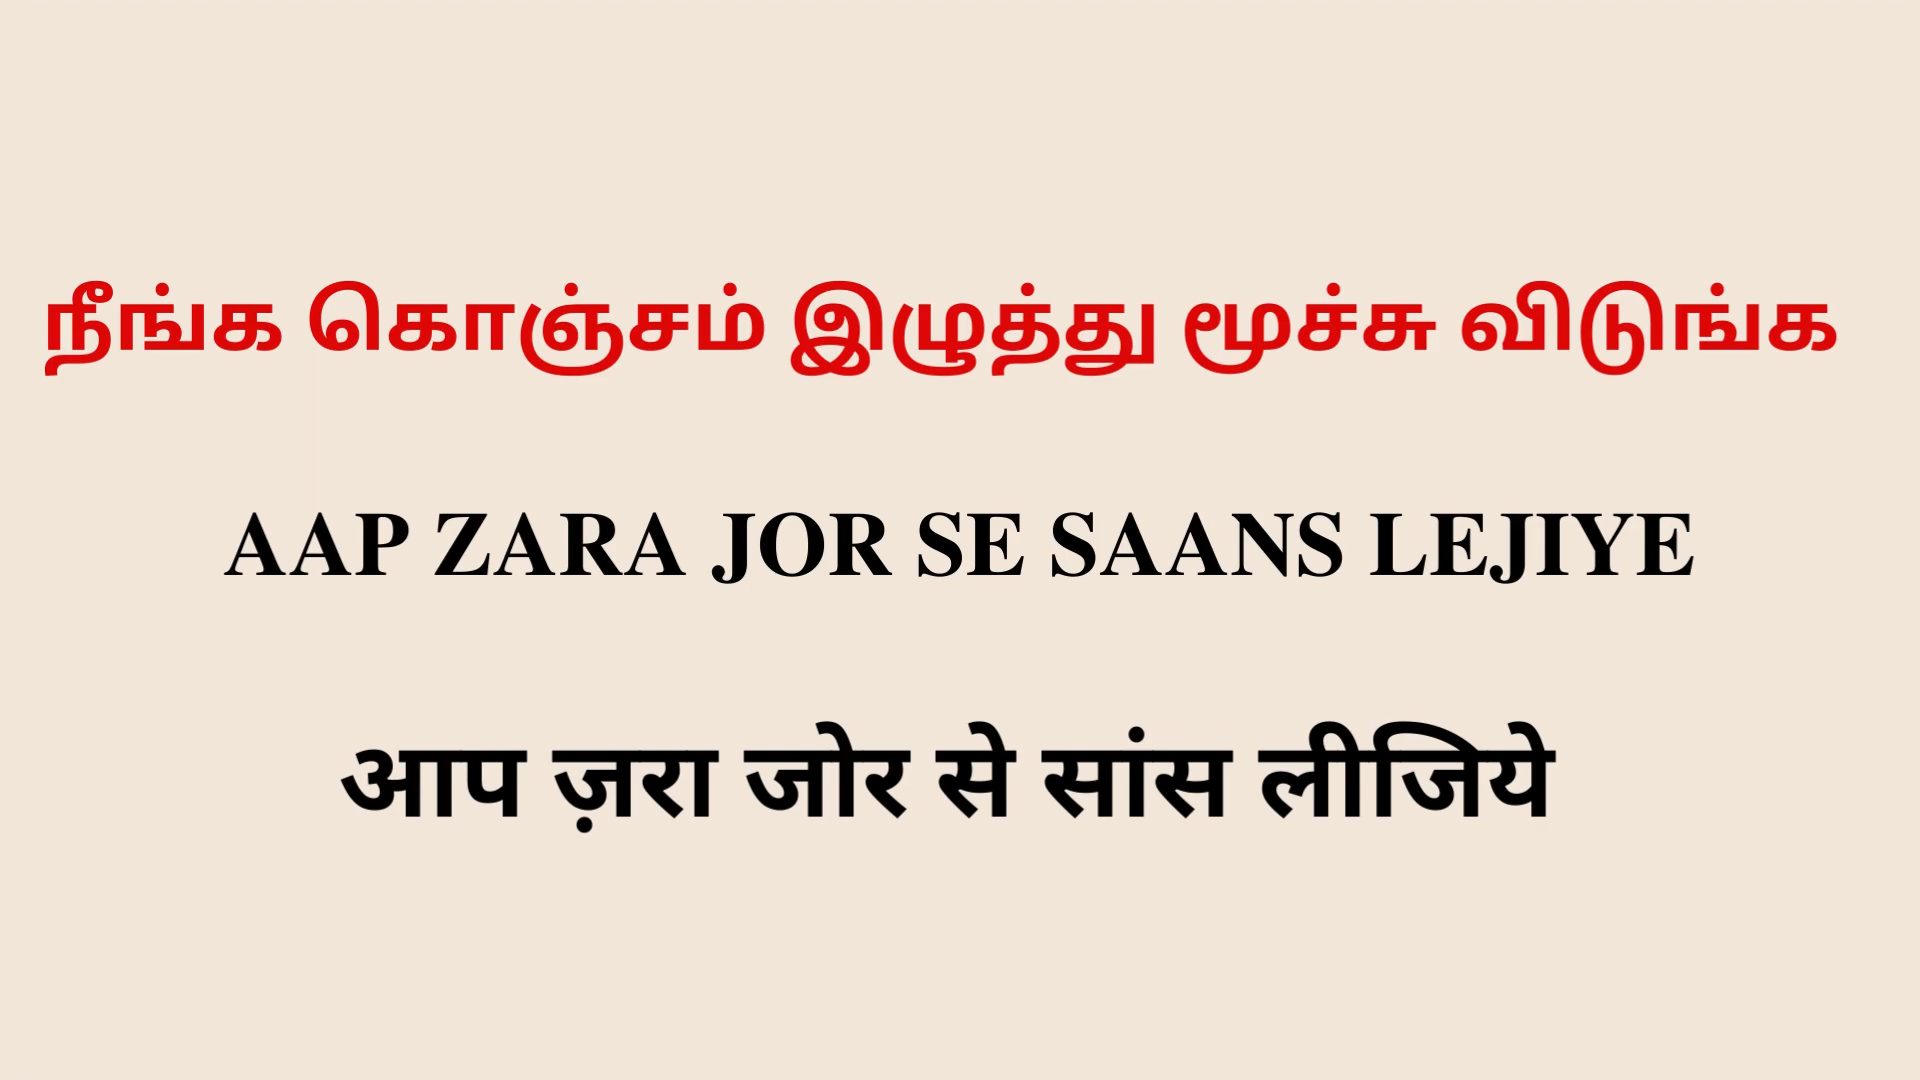 நீங்க கொஞ்சம் இழுத்து மூச்சு விடுங்க
AAP ZARA JOR SE SAANS LEJIYE
आप ज़रा जोर से सांस लीजिये